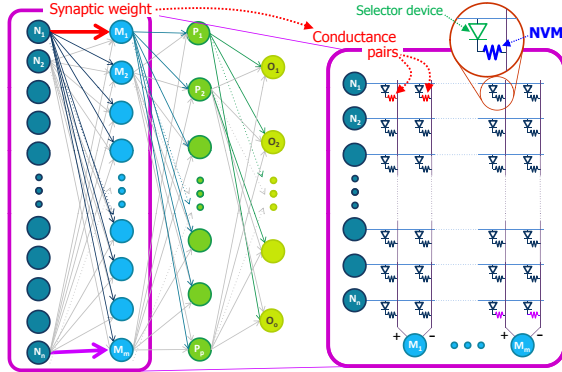 Synaptic weight
Selector device
NVM
Conductance
pairs
N1 M1 P1 O1
N2 M2 P2 O2
Nn Mm Pp Oo
N1
N2
Nn
+ − + −
M1 Mm